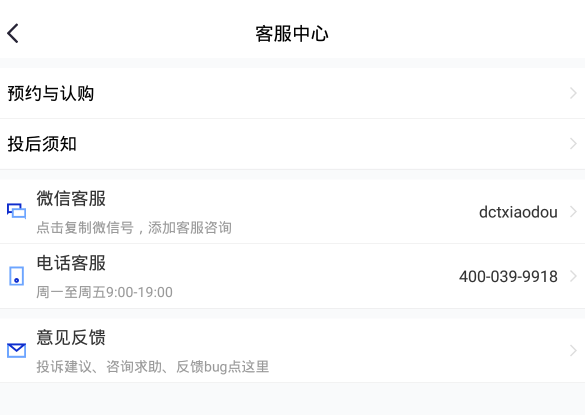 客服中心
预约与认购
投后须知
微信客服
dctxiaodou
点击复制微信号，添加客服咨询
电话客服
400-039-9918
周一至周五9:00-19:00
意见反馈
投诉建议、咨询求助、反馈bug点这里